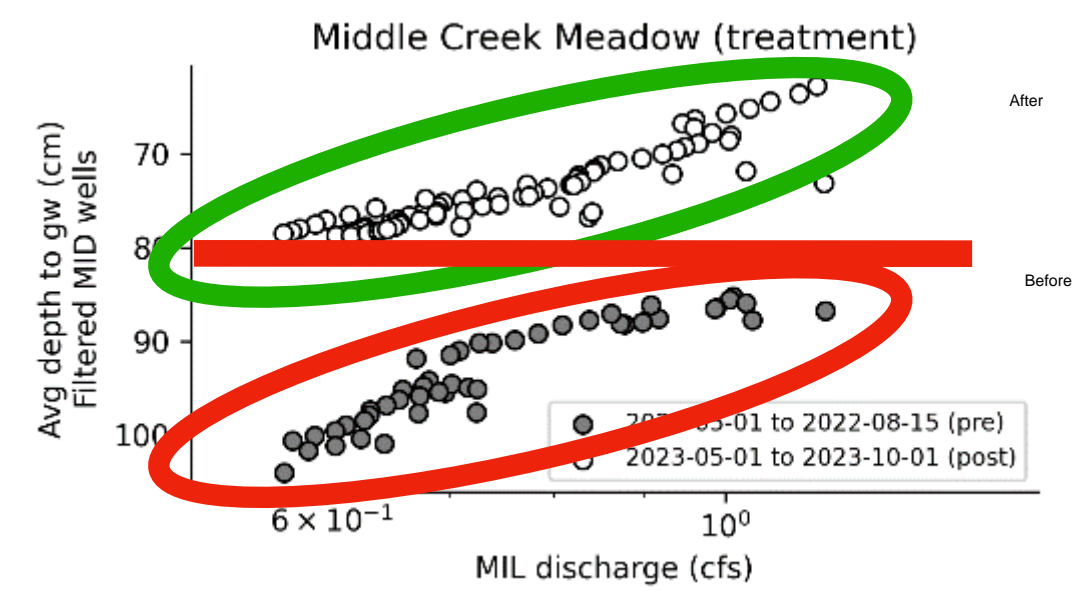 Middle Creek Meadow (treatment)
After
70
Avg depth to gw (cm)
Filtered MID wells
Before
90
100
-01 to 2022-08-15 (pre)
2023-05-01 to 2023-10-01 (post)
6 × 10⁻¹
10⁰
MIL discharge (cfs)